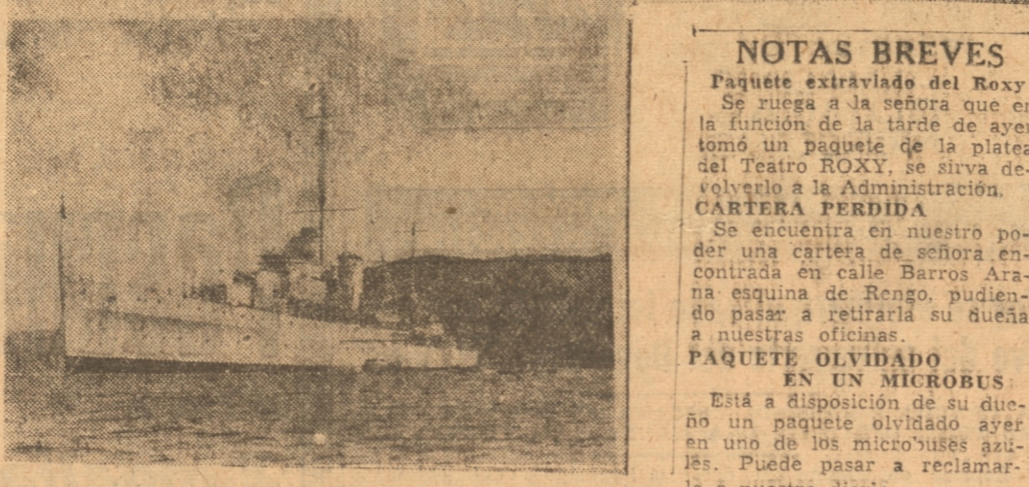 NOTAS BREVES
Paquete extraviado del Roxy
Se ruega a la señora que en
la función de la tarde de ayer
tomó un paquete de la platea
del Teatro ROXY, se sirva de-
volverlo a la Administración.
CARTERA PERDIDA
Se encuentra en nuestro po-
der una cartera de señora en-
contrada en calle Barros Ara-
na esquina de Rengo, pudien-
do pasar a retirarla su dueña
a nuestras oficinas.
PAQUETE OLVIDADO
EN UN MICROBUS
Está a disposición de su due-
ño un paquete olvidado ayer
en uno de los microbuses azu-
les. Puede pasar a reclamar-